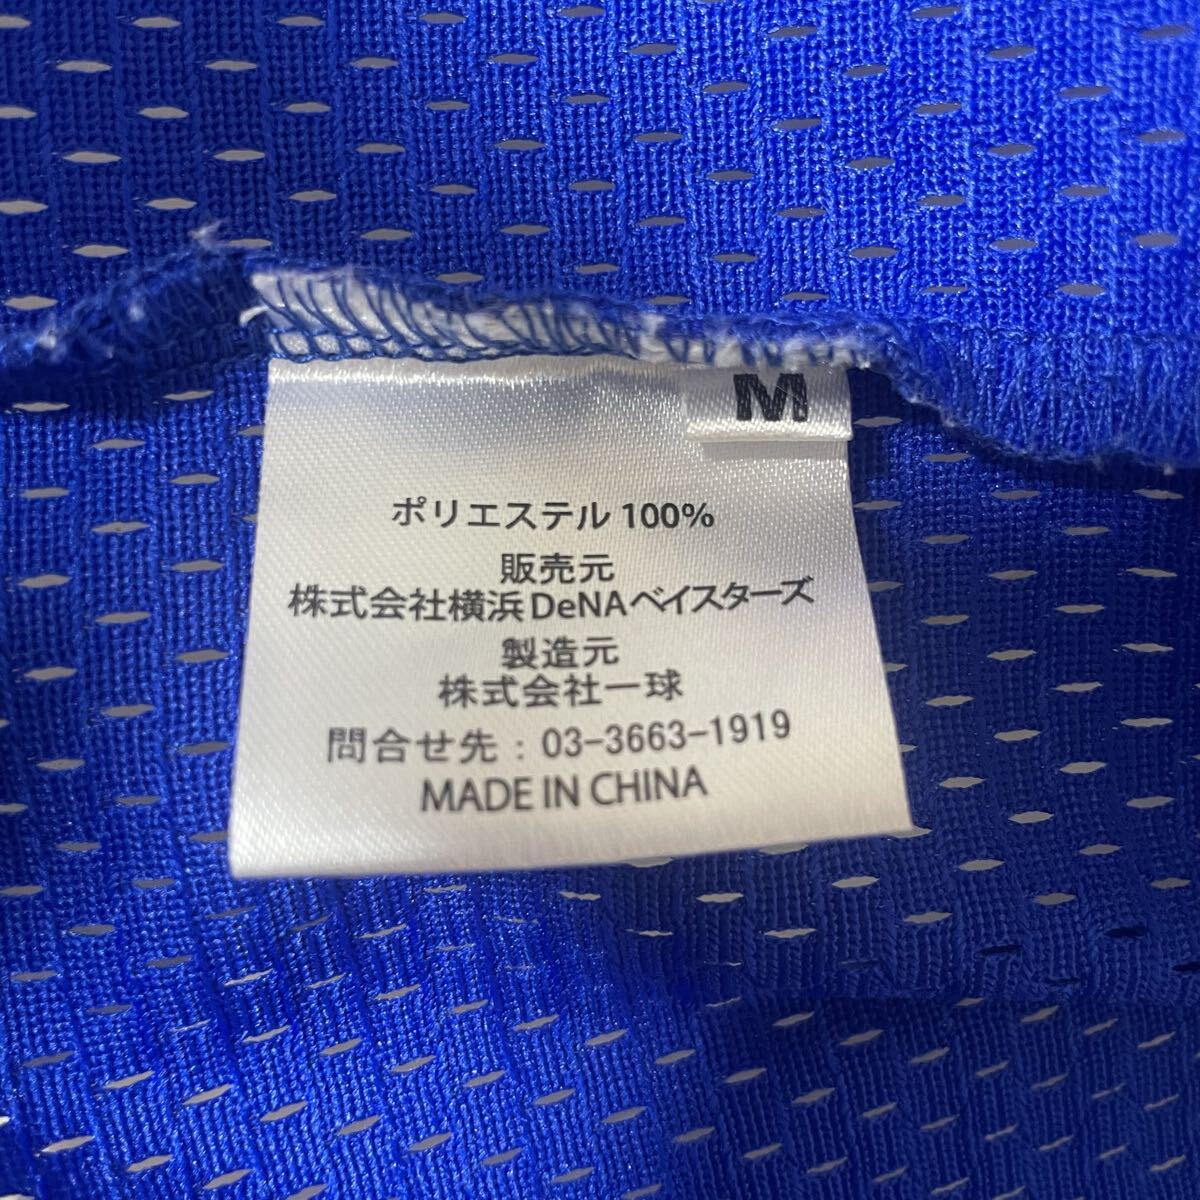 M
ポリエステル 100%
販売元
株式会社横浜DeNAベイスターズ
製造元
株式会社一球
問合せ先：03-3663-1919
MADE IN CHINA